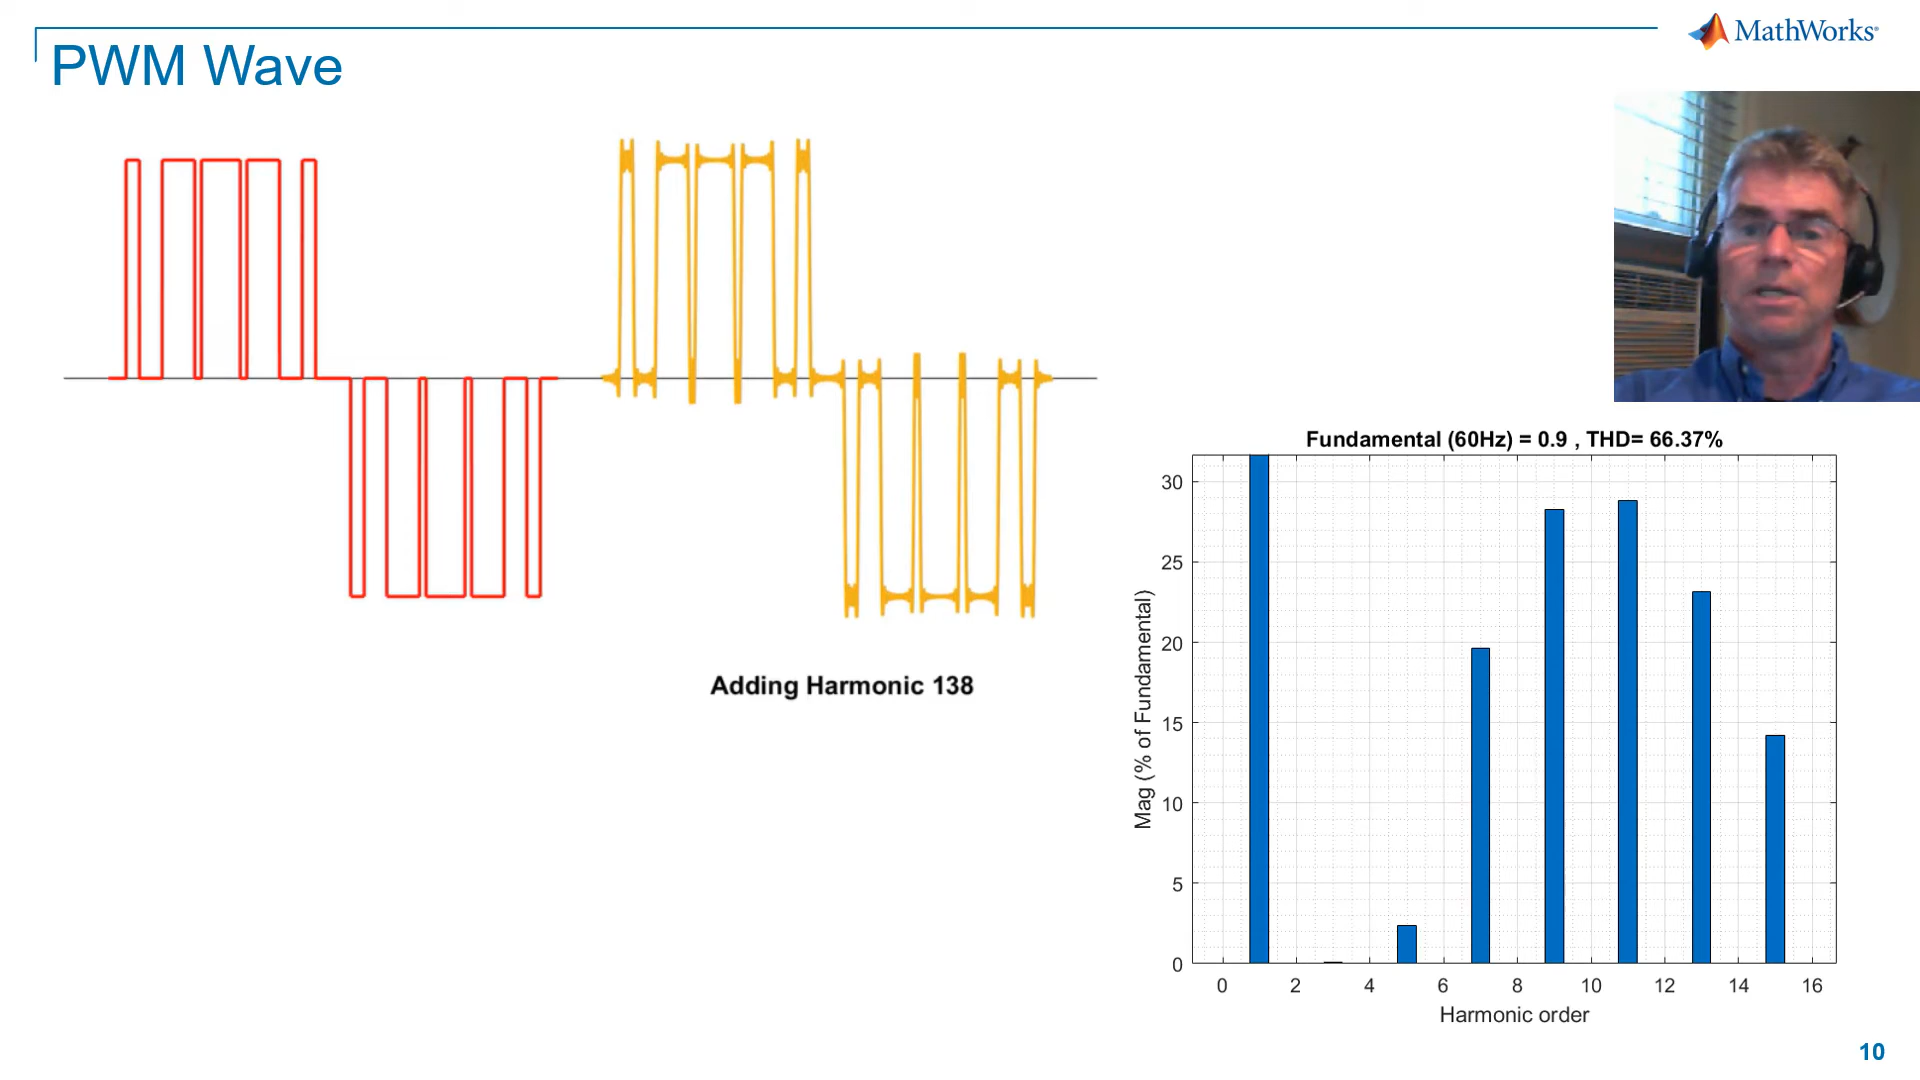 PWM Wave
MathWorks®
Adding Harmonic 138
Fundamental (60Hz) = 0.9 , THD= 66.37%
30
25
20
15
10
5
0
Mag (% of Fundamental)
0 2 4 6 8 10 12 14 16
Harmonic order
10